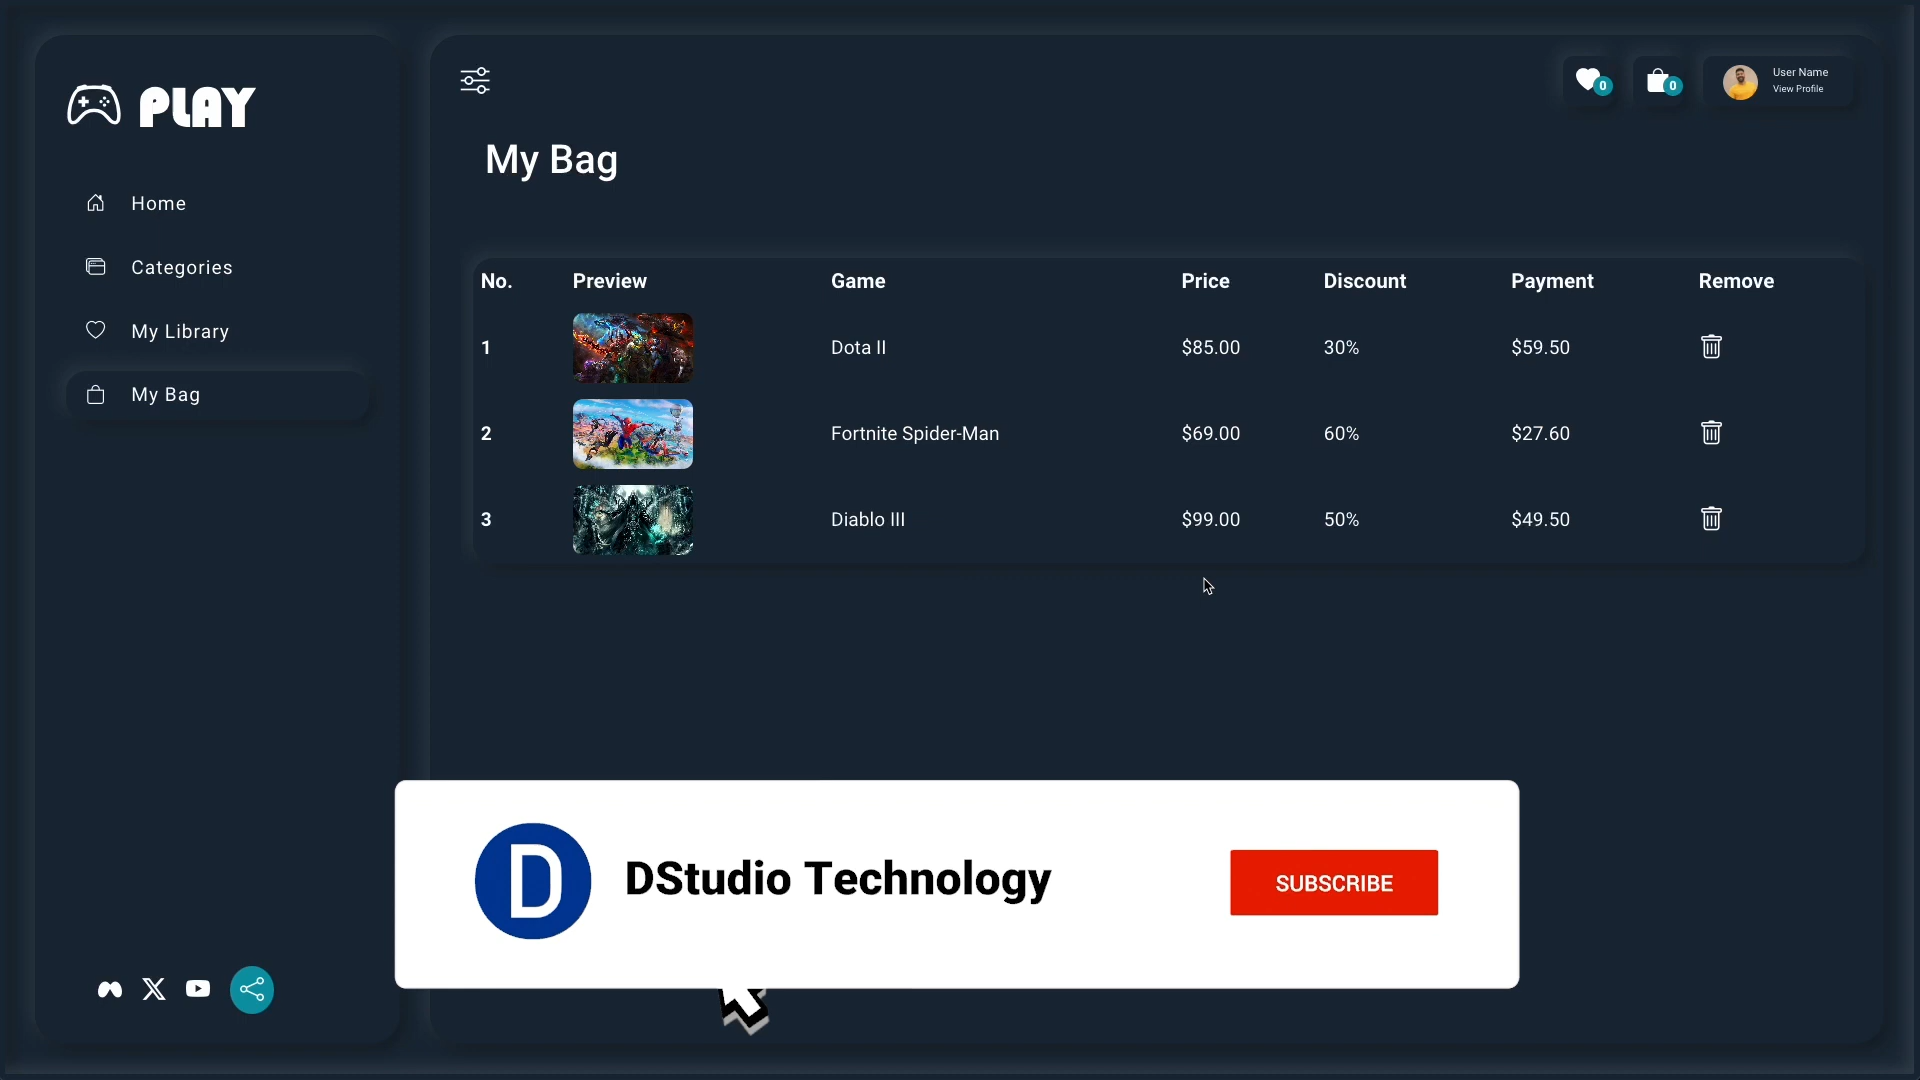 PLAY
Home
Categories
My Library
My Bag
0
0
User Name
View Profile
My Bag
No. Preview Game Price Discount Payment Remove
1 Dota II $85.00 30% $59.50
2 Fortnite Spider-Man $69.00 60% $27.60
3 Diablo III $99.00 50% $49.50
D DStudio Technology SUBSCRIBE